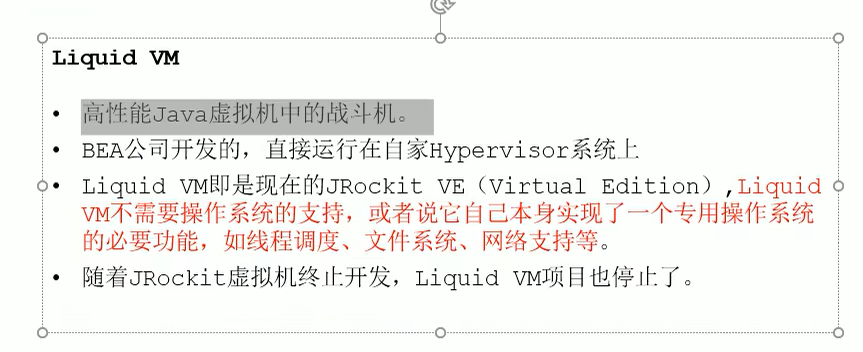 Liquid VM
• 高性能Java虚拟机中的战斗机。
• BEA公司开发的，直接运行在自家Hypervisor系统上
• Liquid VM即是现在的JRockit VE（Virtual Edition）,Liquid
VM不需要操作系统的支持，或者说它自己本身实现了一个专用操作系统
的必要功能，如线程调度、文件系统、网络支持等。
• 随着JRockit虚拟机终止开发，Liquid VM项目也停止了。